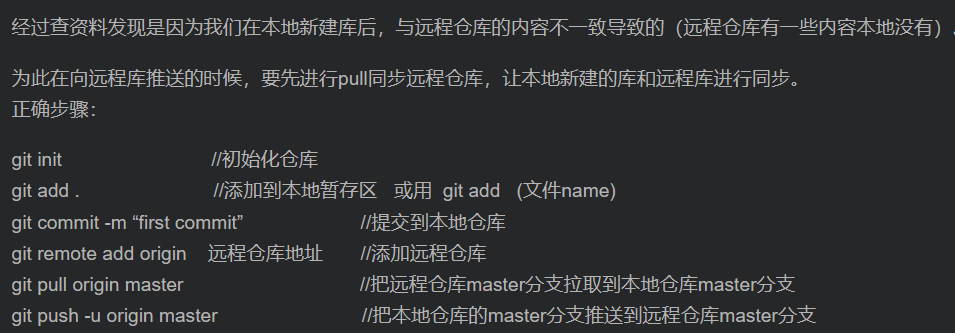 经过查资料发现是因为我们在本地新建库后，与远程仓库的内容不一致导致的（远程仓库有一些内容本地没有）.
为此在向远程库推送的时候，要先进行pull同步远程仓库，让本地新建的库和远程库进行同步。
正确步骤：
git init //初始化仓库
git add . //添加到本地暂存区 或用 git add (文件name)
git commit -m “first commit” //提交到本地仓库
git remote add origin 远程仓库地址 //添加远程仓库
git pull origin master //把远程仓库master分支拉取到本地仓库master分支
git push -u origin master //把本地仓库的master分支推送到远程仓库master分支